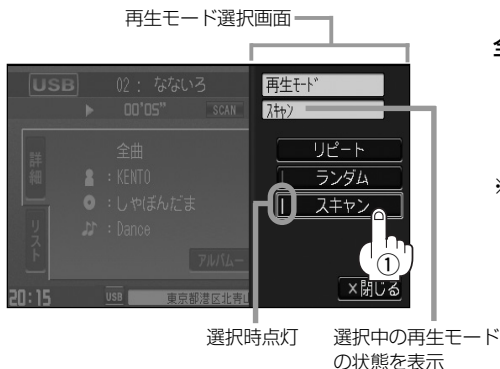 再生モード選択画面
全
USB 02： なないろ
▶ 00'05" SCAN
再生ﾓｰﾄﾞ
ｽｷｬﾝ
詳細
全曲
：KENTO
：しゃぼんだま
：Dance
リスト
アルバム一
リピート
ランダム
スキャン
※
①
×閉じる
20:15 USB 東京都港区北青山
選択時点灯
選択中の再生モード
の状態を表示